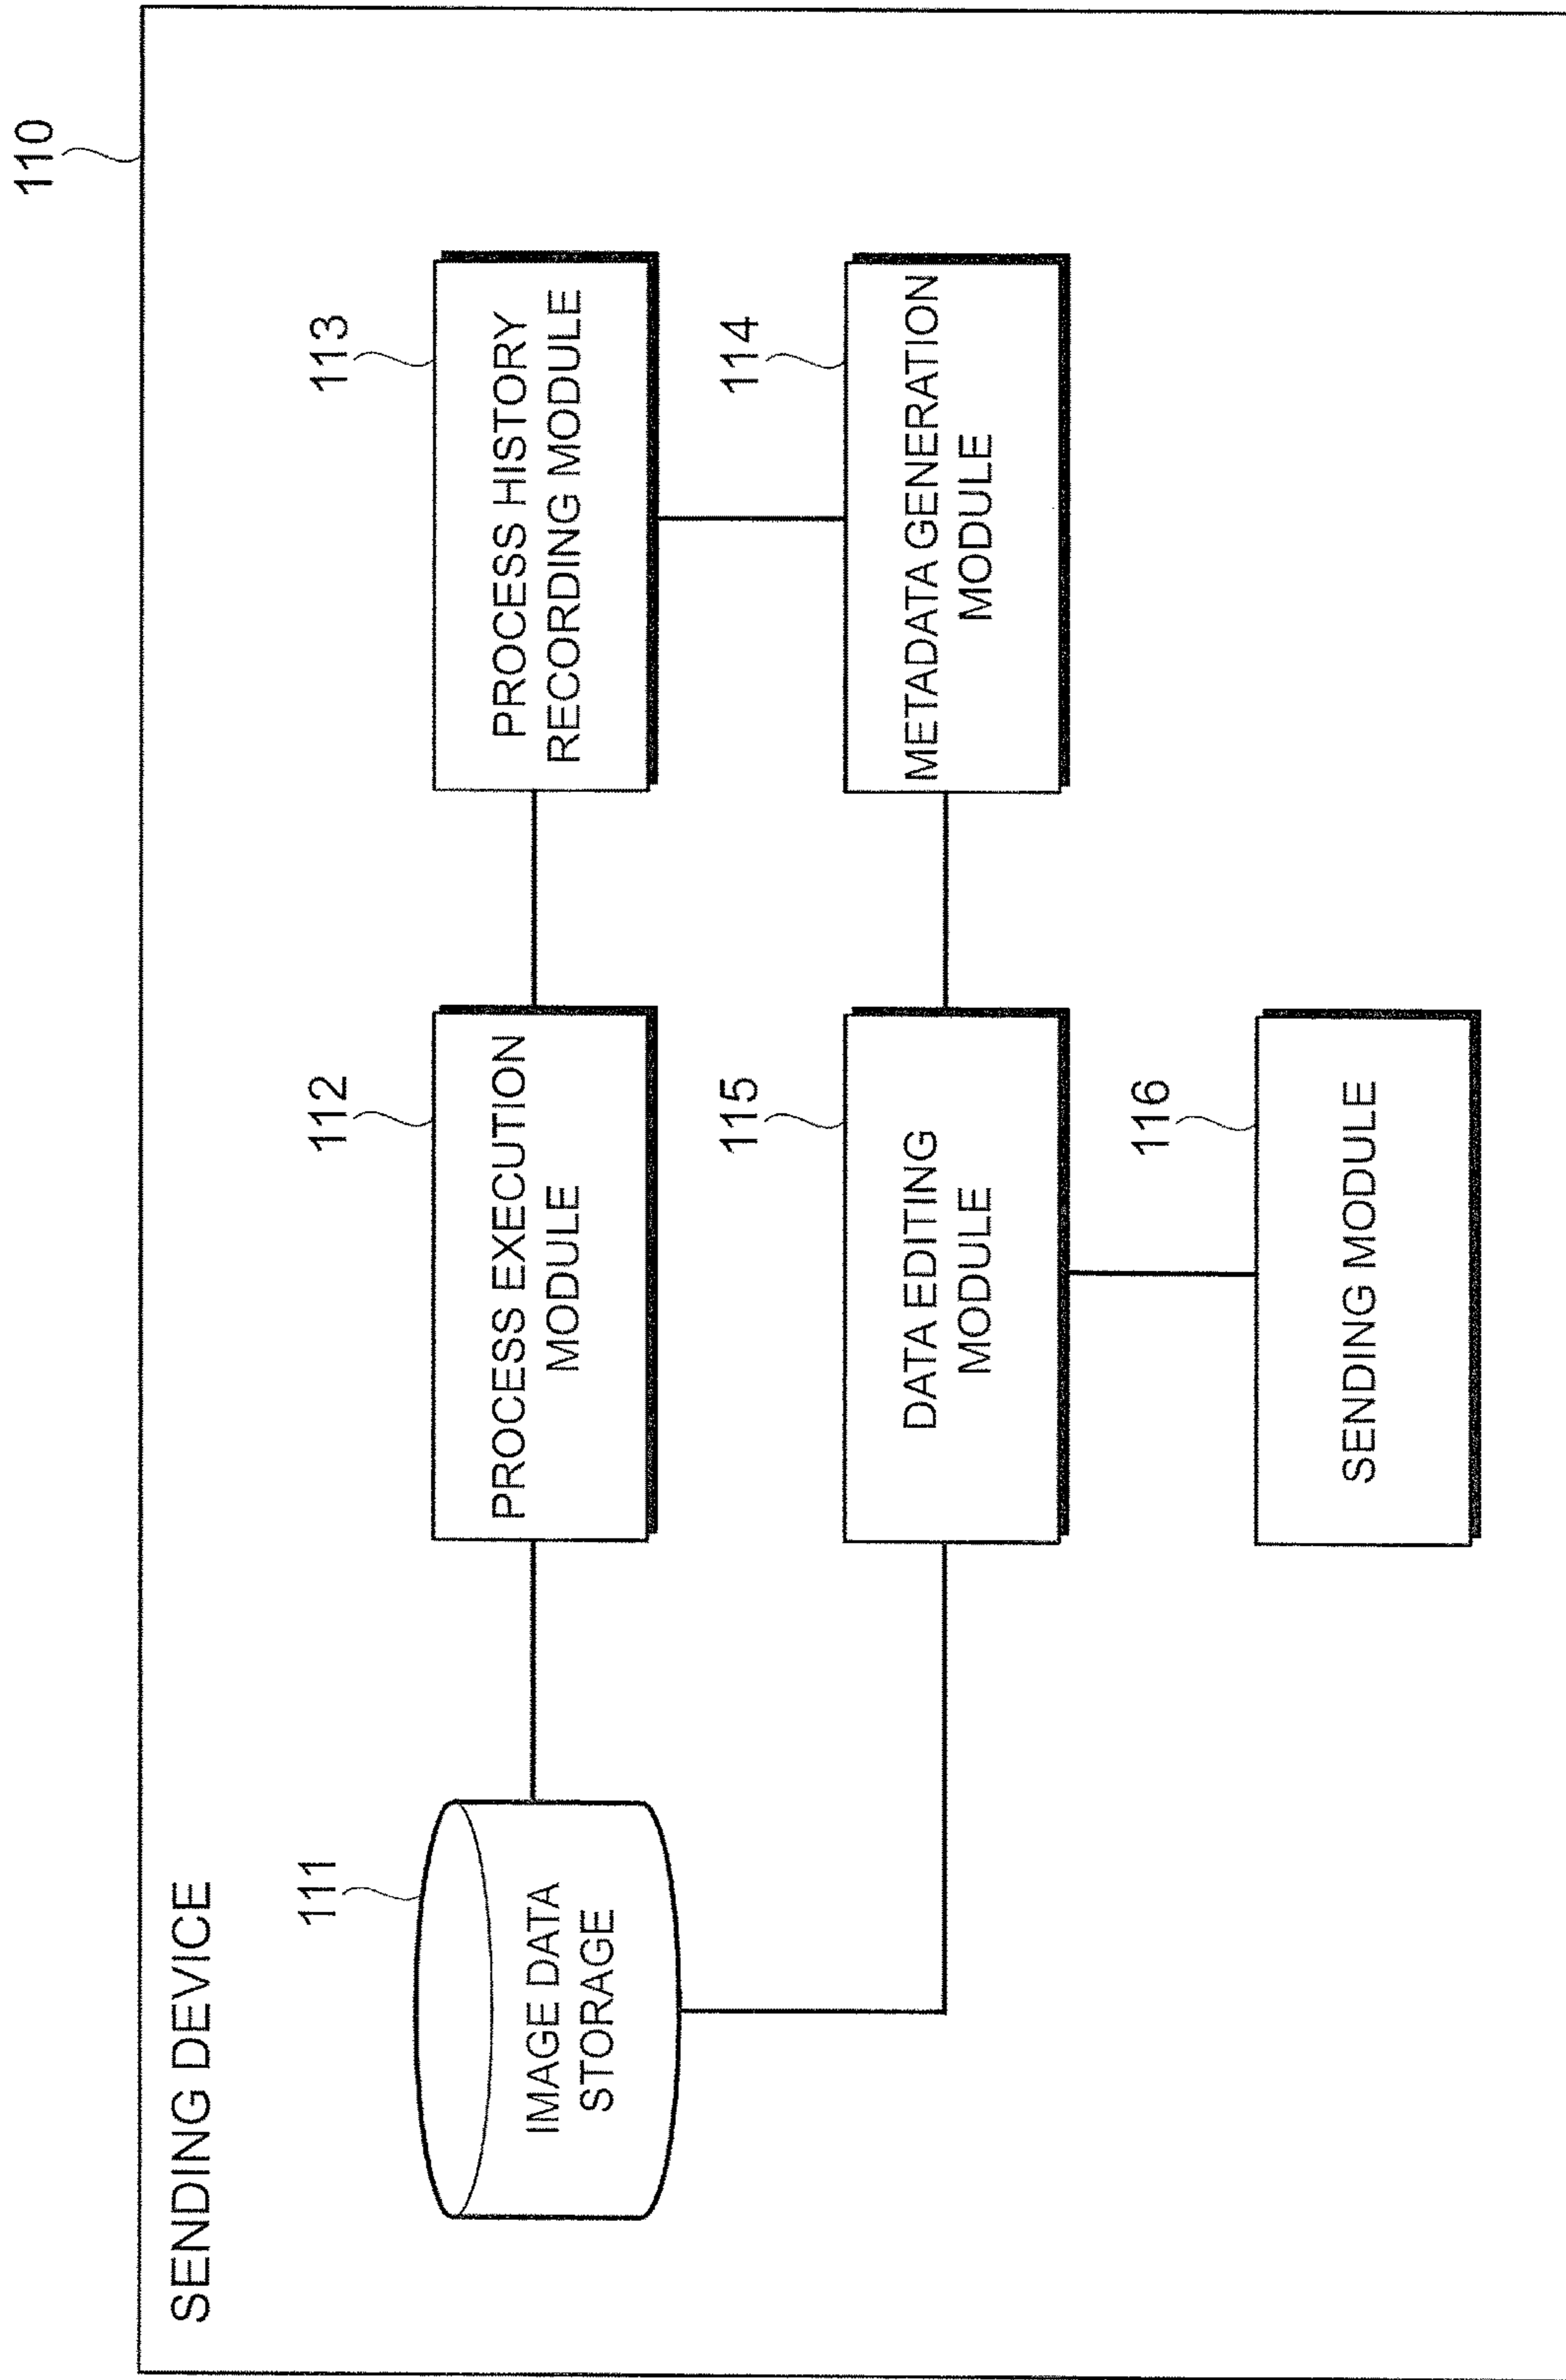 110
SENDING DEVICE
111
IMAGE DATA
STORAGE
112
PROCESS EXECUTION
MODULE
113
PROCESS HISTORY
RECORDING MODULE
115
DATA EDITING
MODULE
114
METADATA GENERATION
MODULE
116
SENDING MODULE